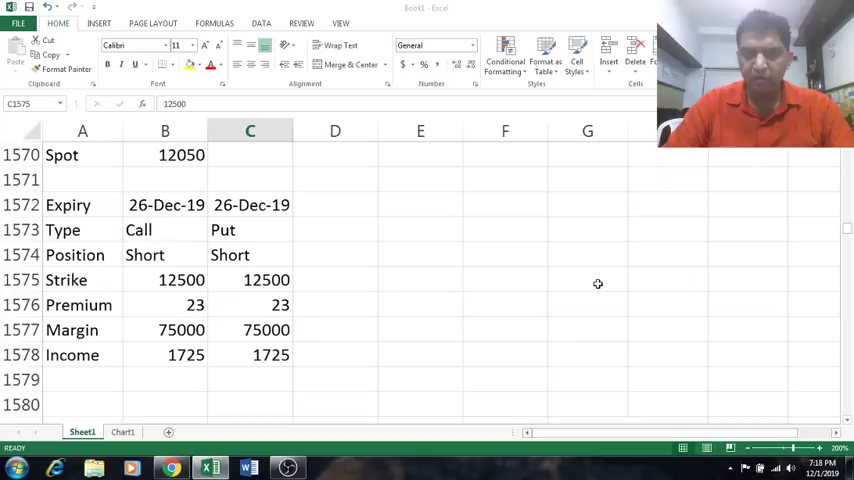 Book1 - Excel
FILE HOME INSERT PAGE LAYOUT FORMULAS DATA REVIEW VIEW
Cut
Copy
Format Painter
Paste
Clipboard
Calibri 11
B I U
Font
Wrap Text
Merge & Center
Alignment
General
$ % ,
Number
Conditional Formatting
Format as Table
Cell Styles
Styles
Insert Delete
Cells
C1575 fx 12500
A B C D E F G
1570 Spot 12050
1571
1572 Expiry 26-Dec-19 26-Dec-19
1573 Type Call Put
1574 Position Short Short
1575 Strike 12500 12500
1576 Premium 23 23
1577 Margin 75000 75000
1578 Income 1725 1725
1579
1580
Sheet1 Chart1
READY 200%
7:18 PM
12/1/2019